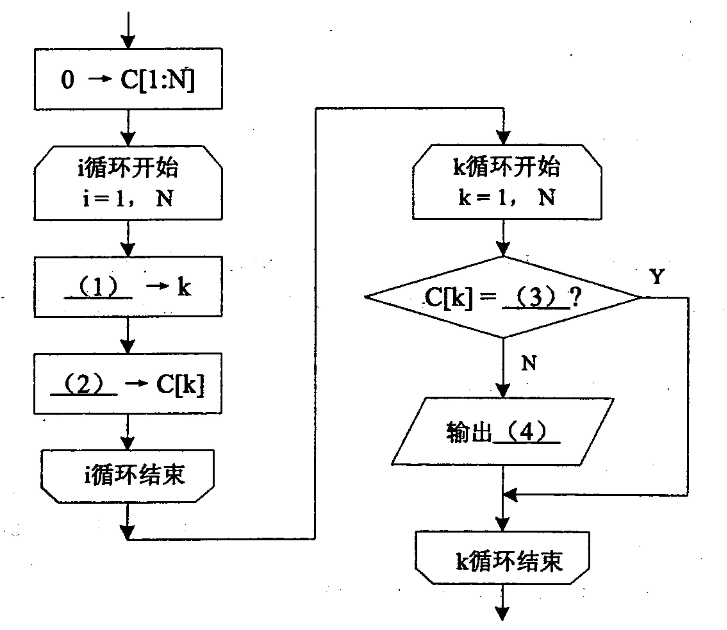 0 → C[1:N]
i循环开始
i = 1, N
（1） → k
（2） → C[k]
i循环结束
k循环开始
k = 1, N
C[k] = （3）?
Y
N
输出（4）
k循环结束